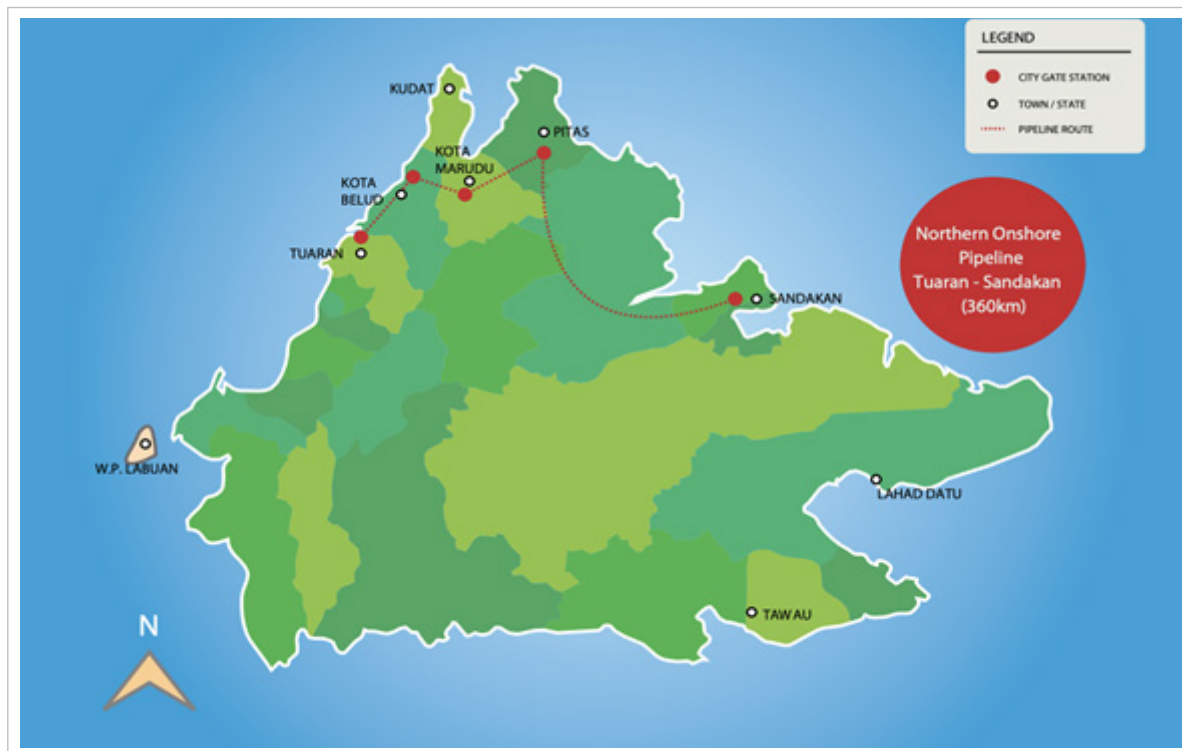 LEGEND
CITY GATE STATION
TOWN / STATE
PIPELINE ROUTE
KUDAT
PITAS
KOTA
MARUDU
KOTA
BELUD
TUARAN
Northern Onshore
Pipeline
Tuaran - Sandakan
(360km)
SANDAKAN
W.P. LABUAN
LAHAD DATU
TAWAU
N